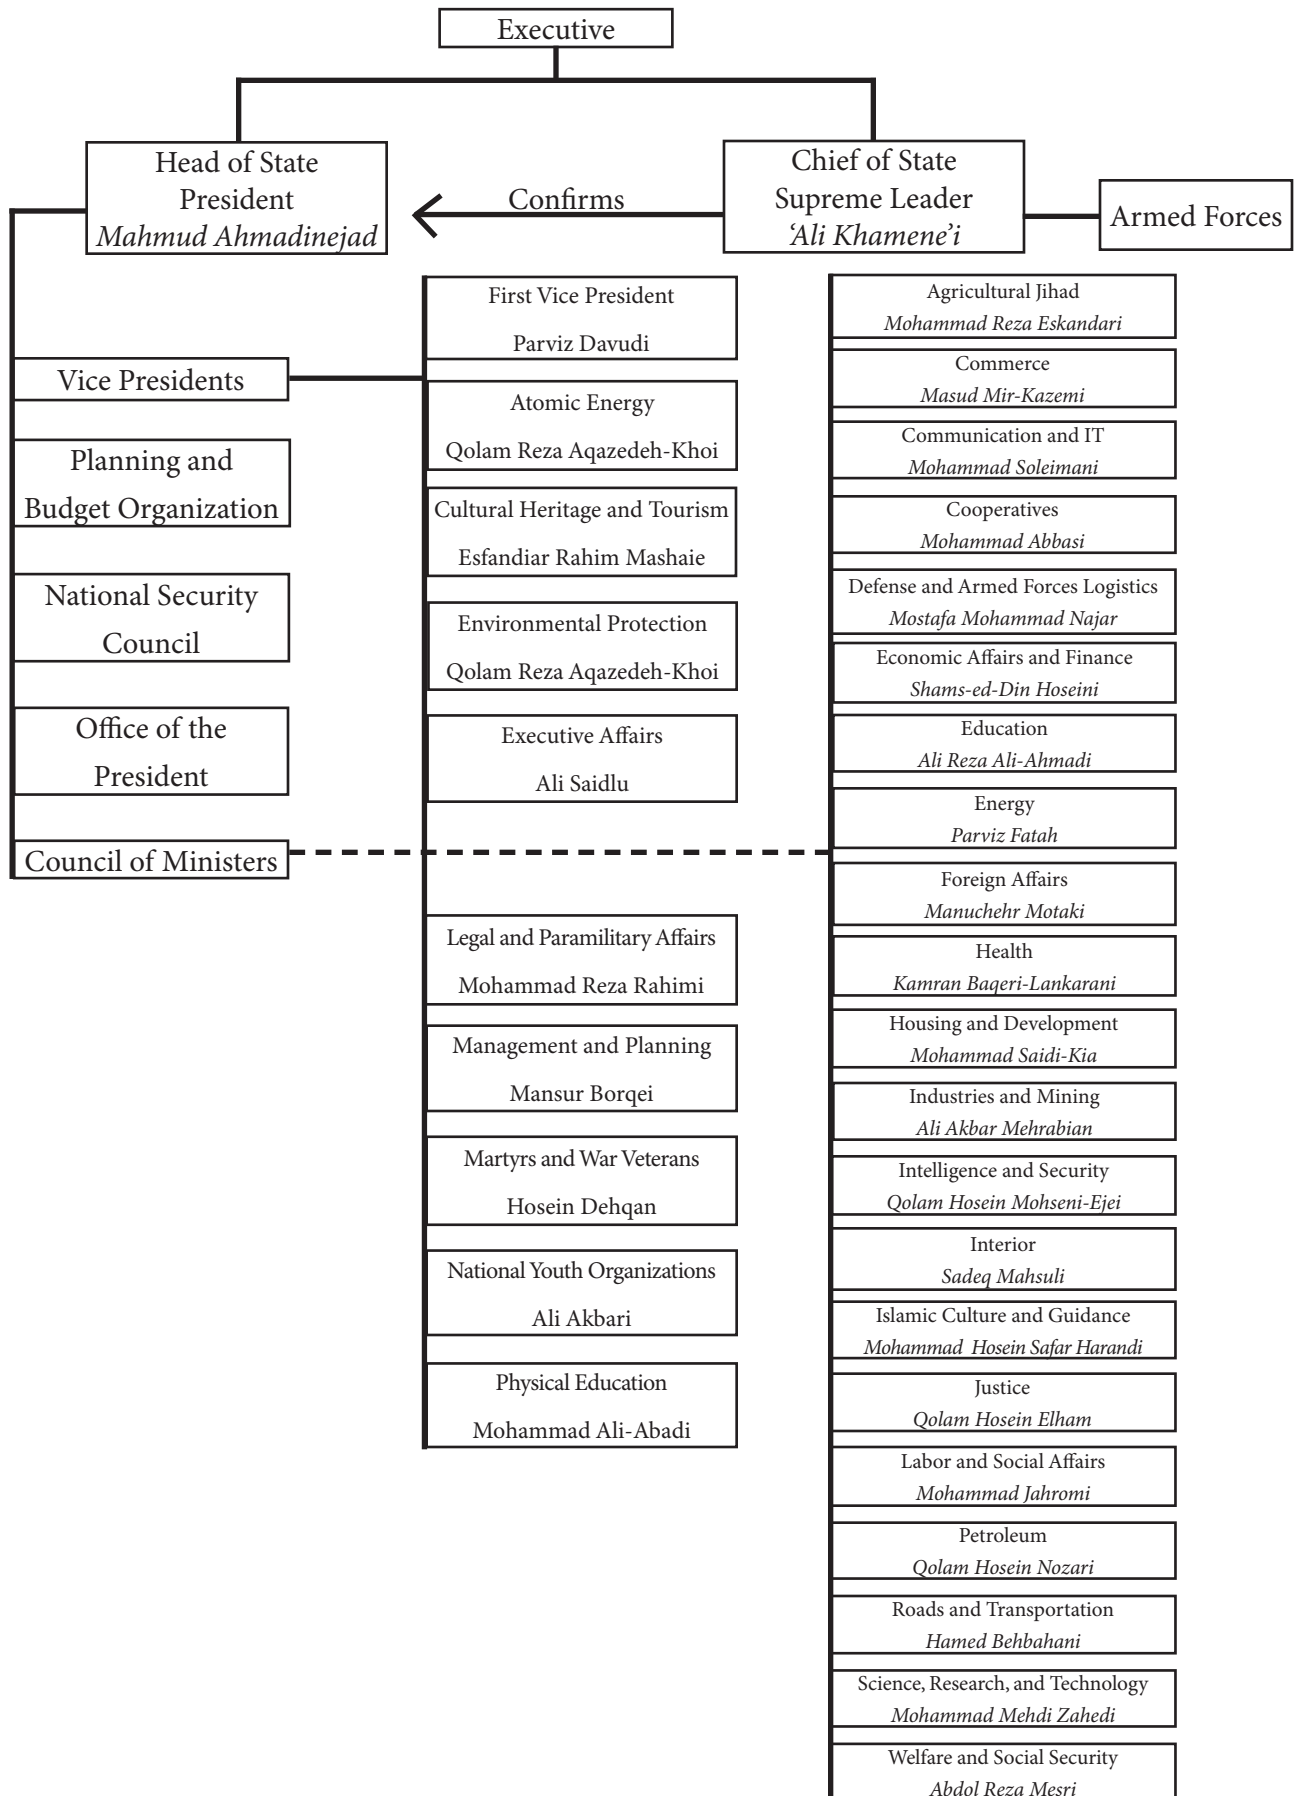 Executive
Head of State
President
Mahmud Ahmadinejad
Confirms
Chief of State
Supreme Leader
‘Ali Khamene’i
Armed Forces
Vice Presidents
Planning and
Budget Organization
National Security
Council
Office of the
President
Council of Ministers
First Vice President
Parviz Davudi
Atomic Energy
Qolam Reza Aqazedeh-Khoi
Cultural Heritage and Tourism
Esfandiar Rahim Mashaie
Environmental Protection
Qolam Reza Aqazedeh-Khoi
Executive Affairs
Ali Saidlu
Legal and Paramilitary Affairs
Mohammad Reza Rahimi
Management and Planning
Mansur Borqei
Martyrs and War Veterans
Hosein Dehqan
National Youth Organizations
Ali Akbari
Physical Education
Mohammad Ali-Abadi
Agricultural Jihad
Mohammad Reza Eskandari
Commerce
Masud Mir-Kazemi
Communication and IT
Mohammad Soleimani
Cooperatives
Mohammad Abbasi
Defense and Armed Forces Logistics
Mostafa Mohammad Najar
Economic Affairs and Finance
Shams-ed-Din Hoseini
Education
Ali Reza Ali-Ahmadi
Energy
Parviz Fatah
Foreign Affairs
Manuchehr Motaki
Health
Kamran Baqeri-Lankarani
Housing and Development
Mohammad Saidi-Kia
Industries and Mining
Ali Akbar Mehrabian
Intelligence and Security
Qolam Hosein Mohseni-Ejei
Interior
Sadeq Mahsuli
Islamic Culture and Guidance
Mohammad Hosein Safar Harandi
Justice
Qolam Hosein Elham
Labor and Social Affairs
Mohammad Jahromi
Petroleum
Qolam Hosein Nozari
Roads and Transportation
Hamed Behbahani
Science, Research, and Technology
Mohammad Mehdi Zahedi
Welfare and Social Security
Abdol Reza Mesri